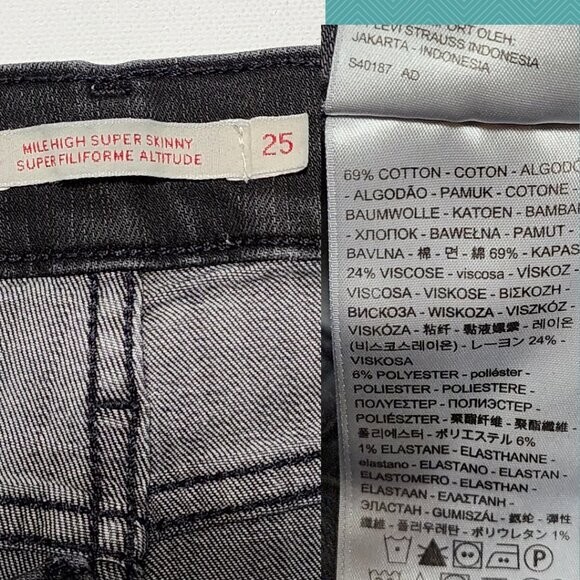 MILEHIGH SUPER SKINNY
SUPER FILIFORME ALTITUDE
25
LEVI STRAUSS INDONESIA
JAKARTA - INDONESIA
S40187 AD
69% COTTON - COTON - ALGODO
- ALGODÃO - PAMUK - COTONE -
BAUMWOLLE - KATOEN - BAMBA
- ХЛОПОК - BAWEŁNA - PAMUT -
BAVLNA - 棉 - 면 - 綿 69% - KAPAS
24% VISCOSE - viscosa - VİSKOZ -
VISCOSA - VISKOSE - ΒΙΣΚΟΖΗ -
ВИСКОЗА - WISKOZA - VISZKÓZ -
VISKÓZA - 粘纤 - 黏液螺縈 - 레이온
(비스코스레이온) - レーヨン 24% -
VISKOSA
6% POLYESTER - poliéster -
POLIESTER - POLIESTERE -
ПОЛИЭСТЕР - POLIESTER -
POLIÉSZTER - 聚酯纤维 - 聚酯纖維 -
폴리에스터 - ポリエステル 6%
1% ELASTANE - ELASTHANNE -
elastano - ELASTANO - ELASTAN -
ELASTOMERO - ELASTHAN -
ELASTAAN - ΕΛΑΣΤΑΝΗ -
ЭЛАСТАН - GUMISZÁL - 氨纶 - 彈性
纖維 - 폴리우레탄 - ポリウレタン 1%